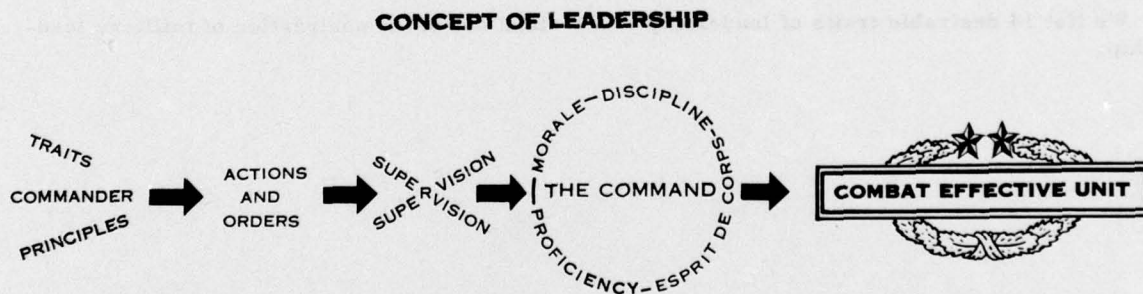 CONCEPT OF LEADERSHIP
TRAITS
COMMANDER
PRINCIPLES
ACTIONS
AND
ORDERS
SUPERVISION
SUPERVISION
MORALE—DISCIPLINE—ESPRIT DE CORPS—PROFICIENCY—
THE COMMAND
COMBAT EFFECTIVE UNIT